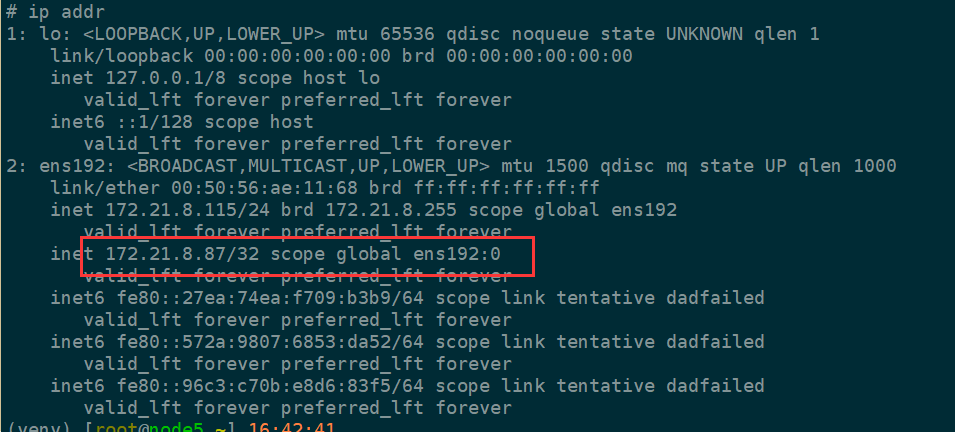 # ip addr
1: lo: <LOOPBACK,UP,LOWER_UP> mtu 65536 qdisc noqueue state UNKNOWN qlen 1
    link/loopback 00:00:00:00:00:00 brd 00:00:00:00:00:00
    inet 127.0.0.1/8 scope host lo
       valid_lft forever preferred_lft forever
    inet6 ::1/128 scope host
       valid_lft forever preferred_lft forever
2: ens192: <BROADCAST,MULTICAST,UP,LOWER_UP> mtu 1500 qdisc mq state UP qlen 1000
    link/ether 00:50:56:ae:11:68 brd ff:ff:ff:ff:ff:ff
    inet 172.21.8.115/24 brd 172.21.8.255 scope global ens192
       valid_lft forever preferred_lft forever
    inet 172.21.8.87/32 scope global ens192:0
       valid_lft forever preferred_lft forever
    inet6 fe80::27ea:74ea:f709:b3b9/64 scope link tentative dadfailed
       valid_lft forever preferred_lft forever
    inet6 fe80::572a:9807:6853:da52/64 scope link tentative dadfailed
       valid_lft forever preferred_lft forever
    inet6 fe80::96c3:c70b:e8d6:83f5/64 scope link tentative dadfailed
       valid_lft forever preferred_lft forever
(venv) [root@node5 ~] 16:42:41